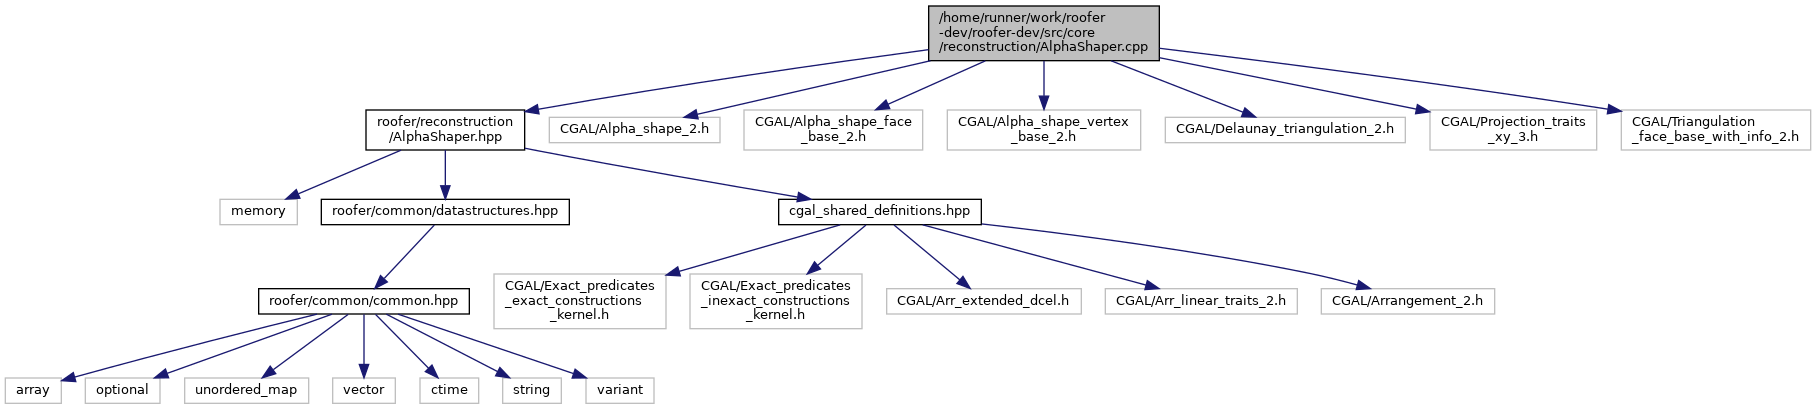 /home/runner/work/roofer
-dev/roofer-dev/src/core
/reconstruction/AlphaShaper.cpp
roofer/reconstruction
/AlphaShaper.hpp
CGAL/Alpha_shape_2.h
CGAL/Alpha_shape_face
_base_2.h
CGAL/Alpha_shape_vertex
_base_2.h
CGAL/Delaunay_triangulation_2.h
CGAL/Projection_traits
_xy_3.h
CGAL/Triangulation
_face_base_with_info_2.h
memory
roofer/common/datastructures.hpp
cgal_shared_definitions.hpp
roofer/common/common.hpp
CGAL/Exact_predicates
_exact_constructions
_kernel.h
CGAL/Exact_predicates
_inexact_constructions
_kernel.h
CGAL/Arr_extended_dcel.h
CGAL/Arr_linear_traits_2.h
CGAL/Arrangement_2.h
array
optional
unordered_map
vector
ctime
string
variant